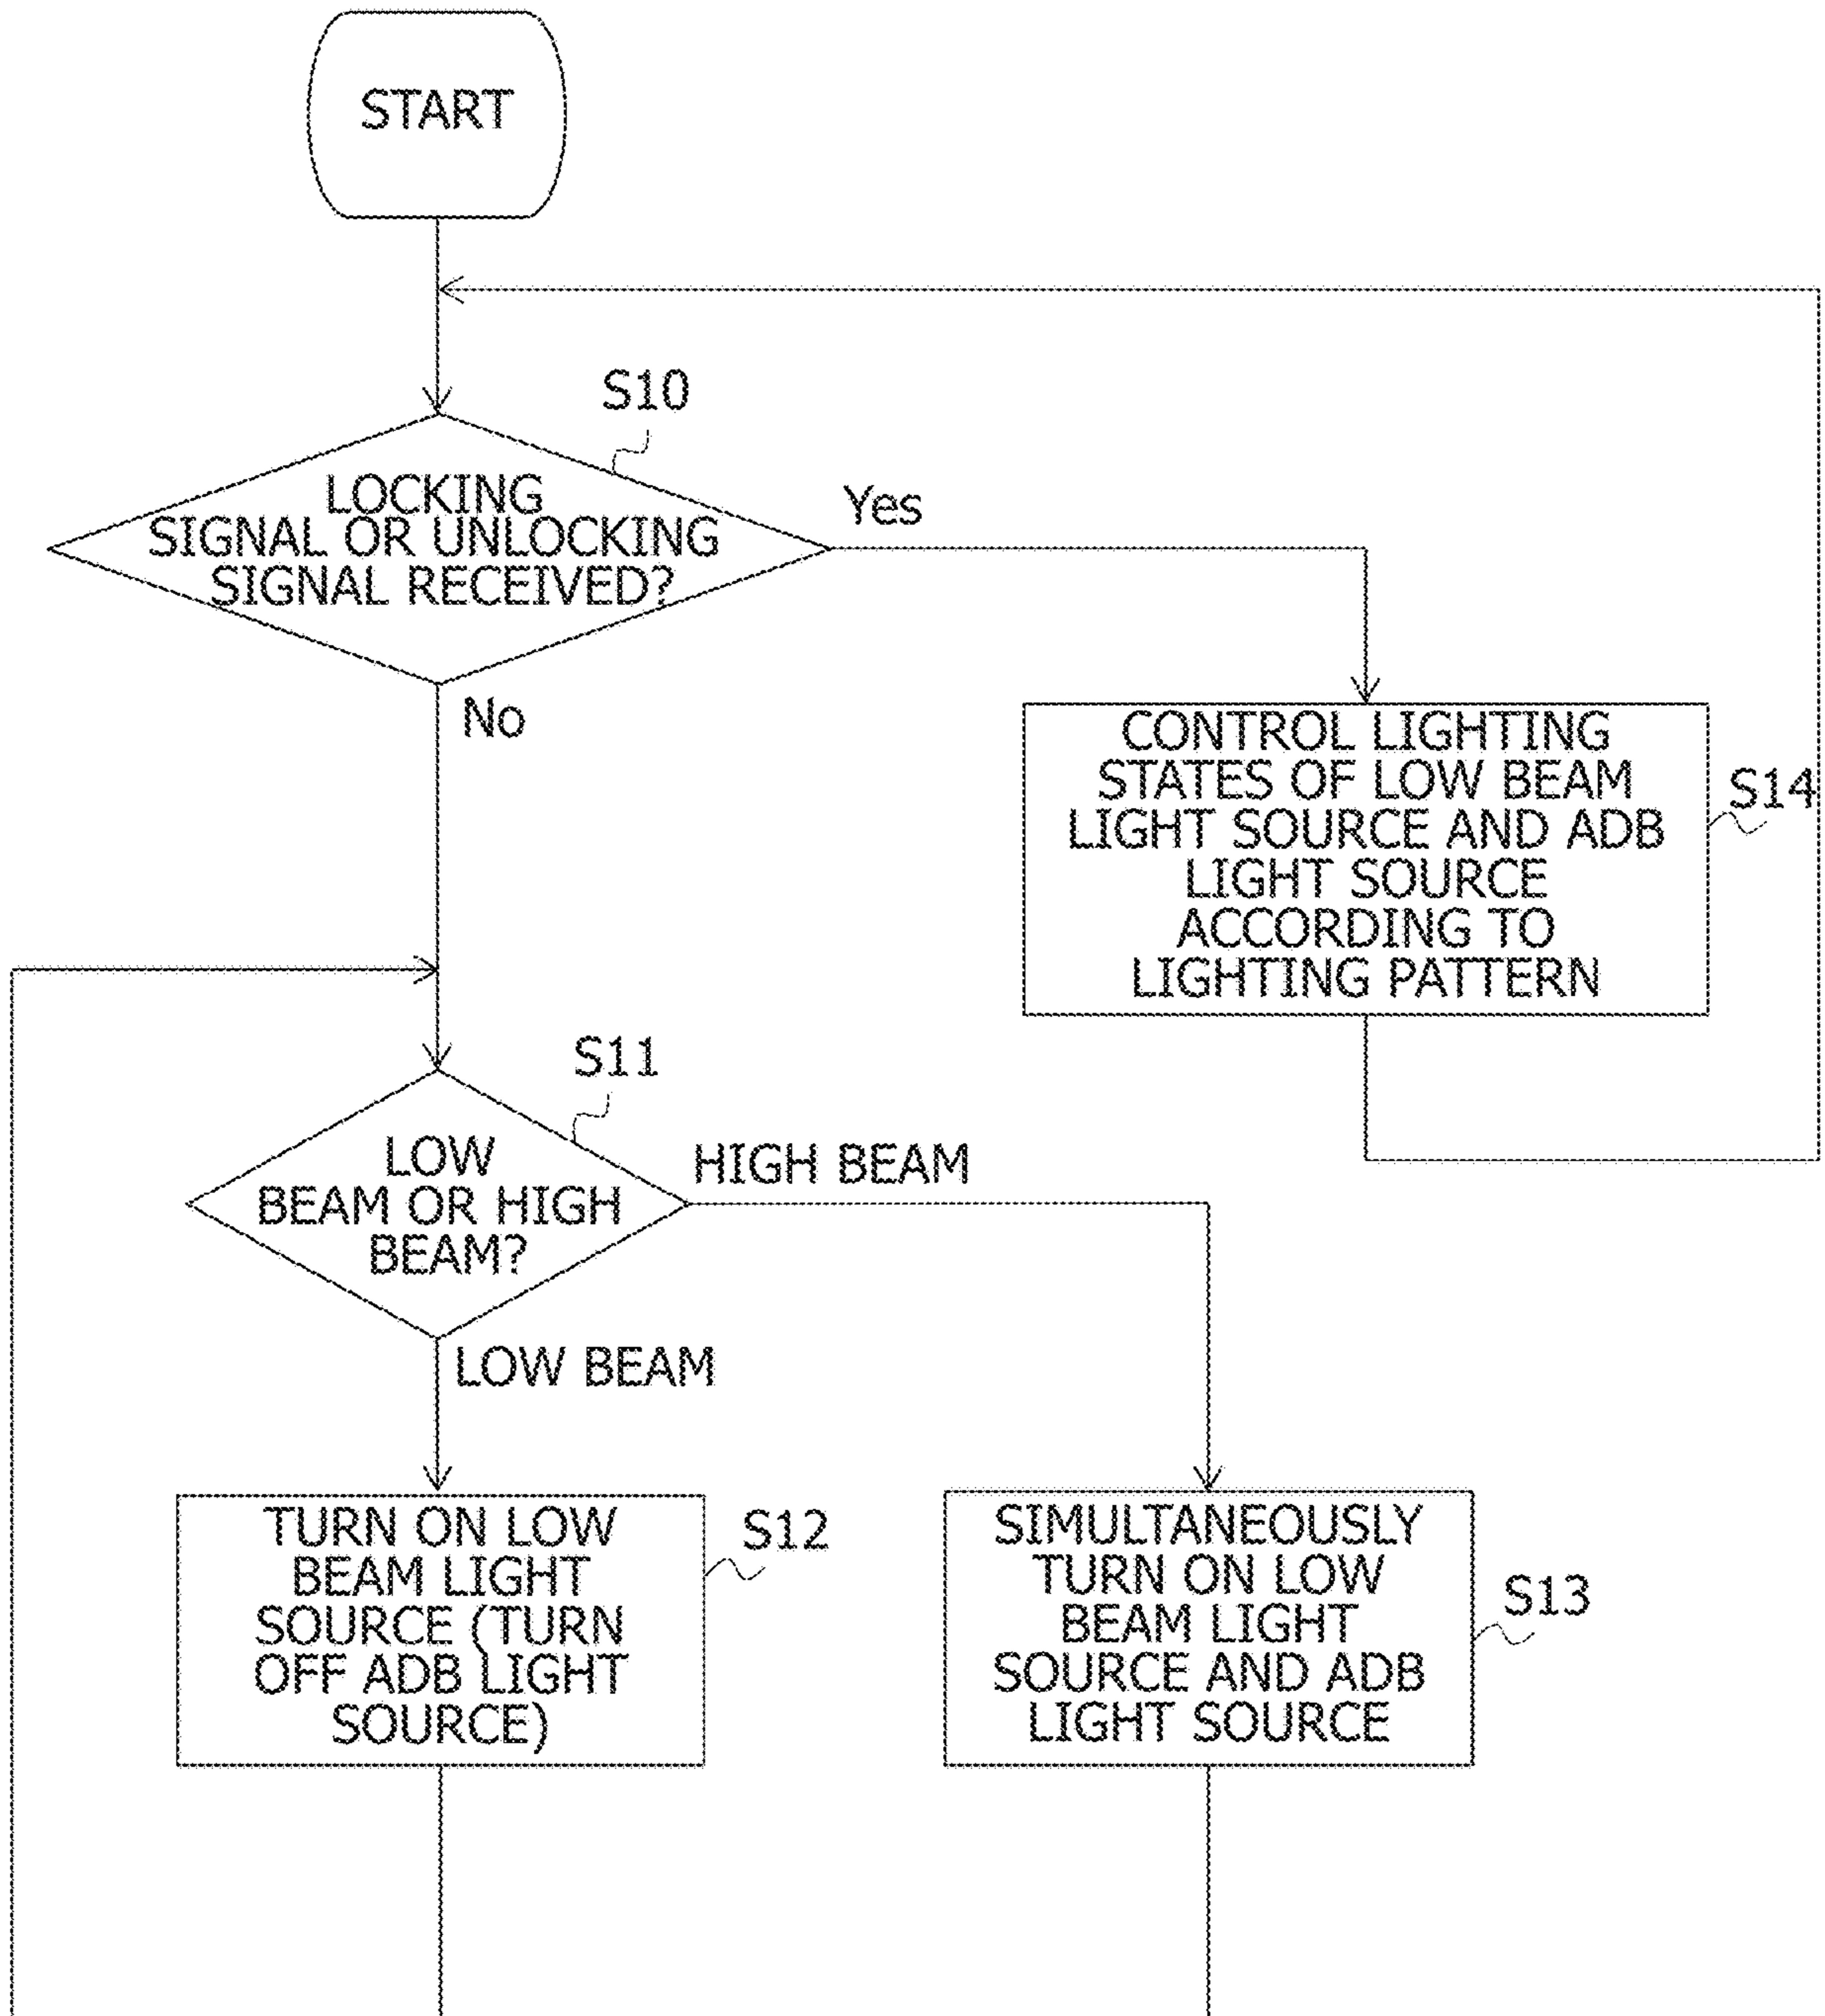 START
S10
LOCKING
SIGNAL OR UNLOCKING
SIGNAL RECEIVED?
Yes
No
CONTROL LIGHTING
STATES OF LOW BEAM
LIGHT SOURCE AND ADB
LIGHT SOURCE
ACCORDING TO
LIGHTING PATTERN
S14
S11
LOW
BEAM OR HIGH
BEAM?
HIGH BEAM
LOW BEAM
TURN ON LOW
BEAM LIGHT
SOURCE (TURN
OFF ADB LIGHT
SOURCE)
S12
SIMULTANEOUSLY
TURN ON LOW
BEAM LIGHT
SOURCE AND ADB
LIGHT SOURCE
S13